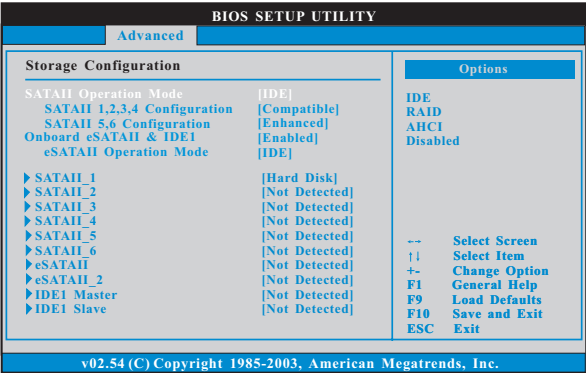 BIOS SETUP UTILITY
Advanced
Storage Configuration
SATAII Operation Mode [IDE]
SATAII 1,2,3,4 Configuration [Compatible]
SATAII 5,6 Configuration [Enhanced]
Onboard eSATAII & IDE1 [Enabled]
eSATAII Operation Mode [IDE]
SATAII_1 [Hard Disk]
SATAII_2 [Not Detected]
SATAII_3 [Not Detected]
SATAII_4 [Not Detected]
SATAII_5 [Not Detected]
SATAII_6 [Not Detected]
eSATAII [Not Detected]
eSATAII_2 [Not Detected]
IDE1 Master [Not Detected]
IDE1 Slave [Not Detected]
Options
IDE
RAID
AHCI
Disabled
←→ Select Screen
↑↓ Select Item
+- Change Option
F1 General Help
F9 Load Defaults
F10 Save and Exit
ESC Exit
v02.54 (C) Copyright 1985-2003, American Megatrends, Inc.